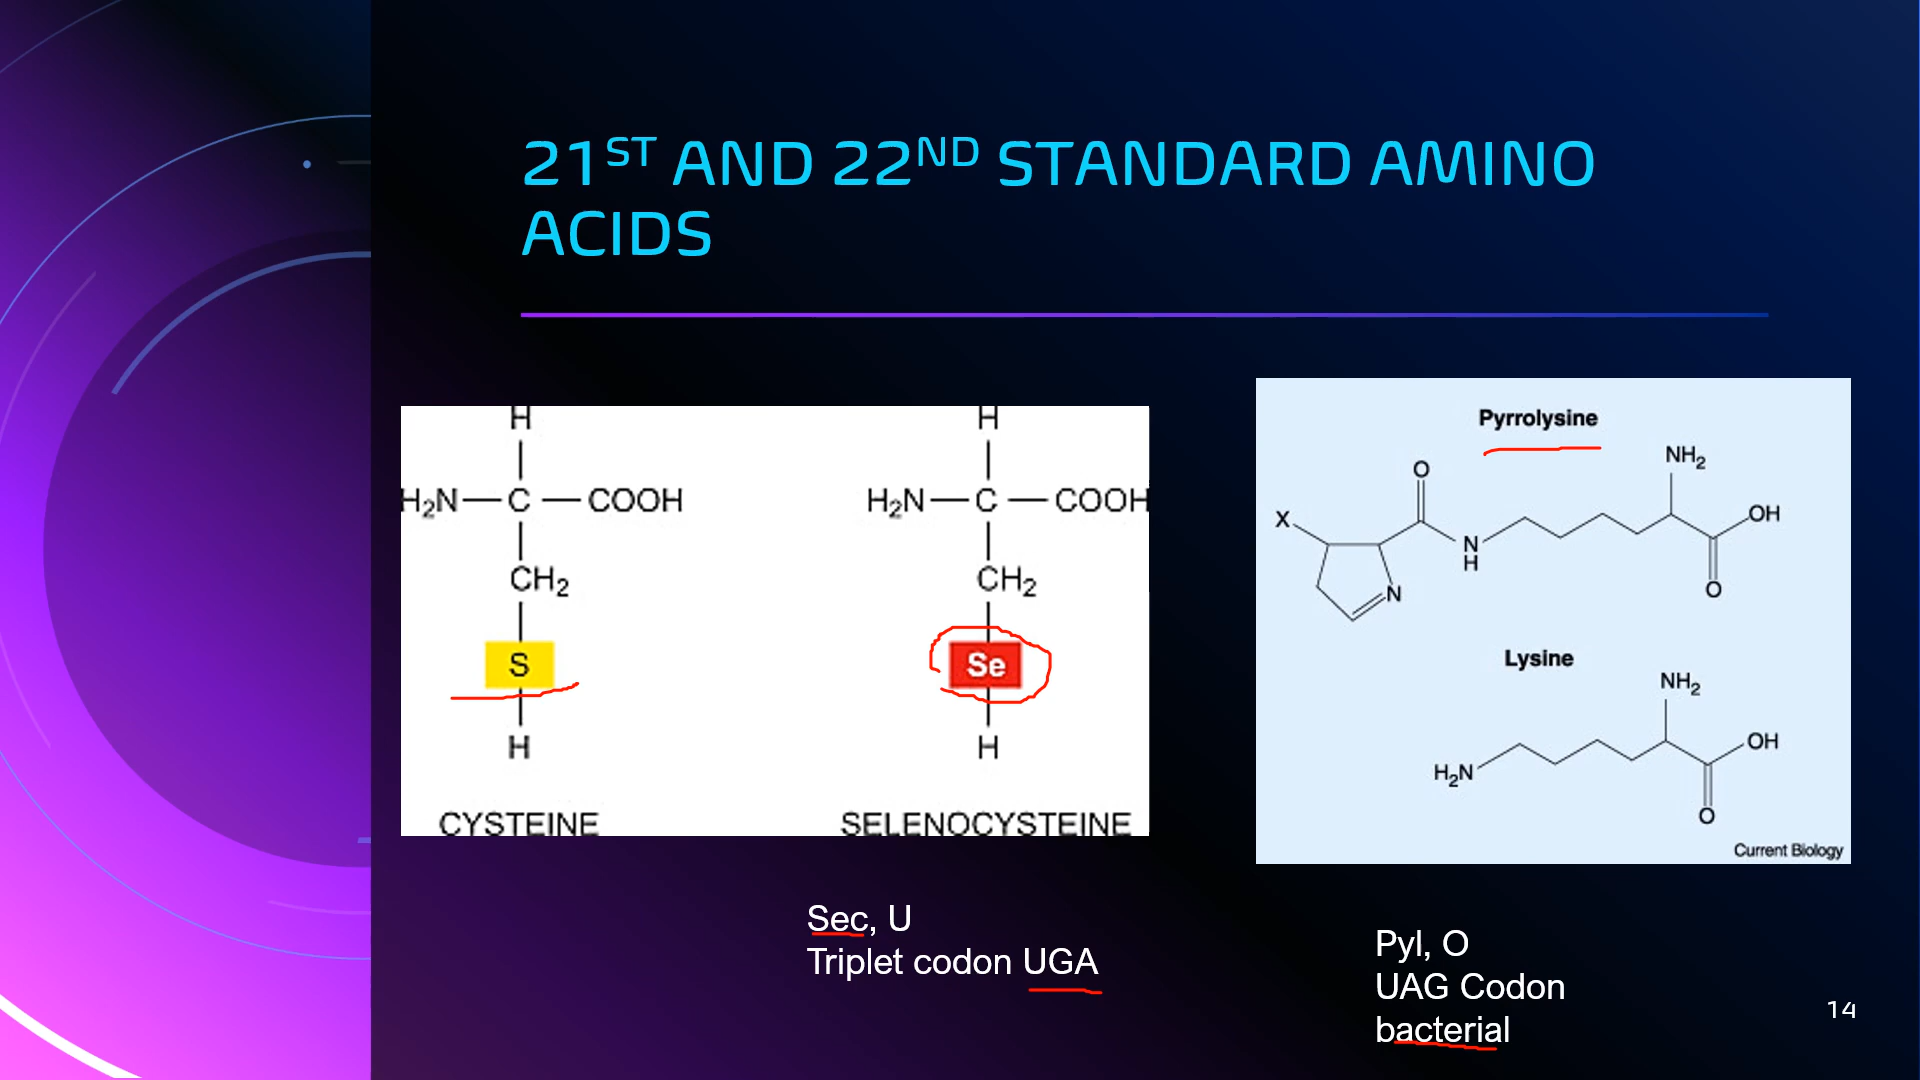 21ST AND 22ND STANDARD AMINO
ACIDS
H
H₂N—C—COOH
CH₂
S
H
CYSTEINE
H
H₂N—C—COOH
CH₂
Se
H
SELENOCYSTEINE
Sec, U
Triplet codon UGA
Pyrrolysine
NH₂
O
X
OH
N
H
N
O
Lysine
NH₂
OH
H₂N
O
Current Biology
Pyl, O
UAG Codon
bacterial
14